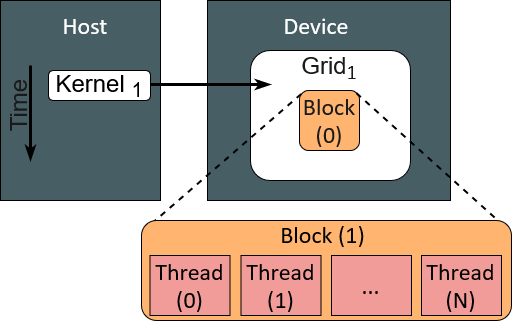 Host
Device
Time
Kernel 1
Grid1
Block
(0)
Block (1)
Thread
(0)
Thread
(1)
...
Thread
(N)